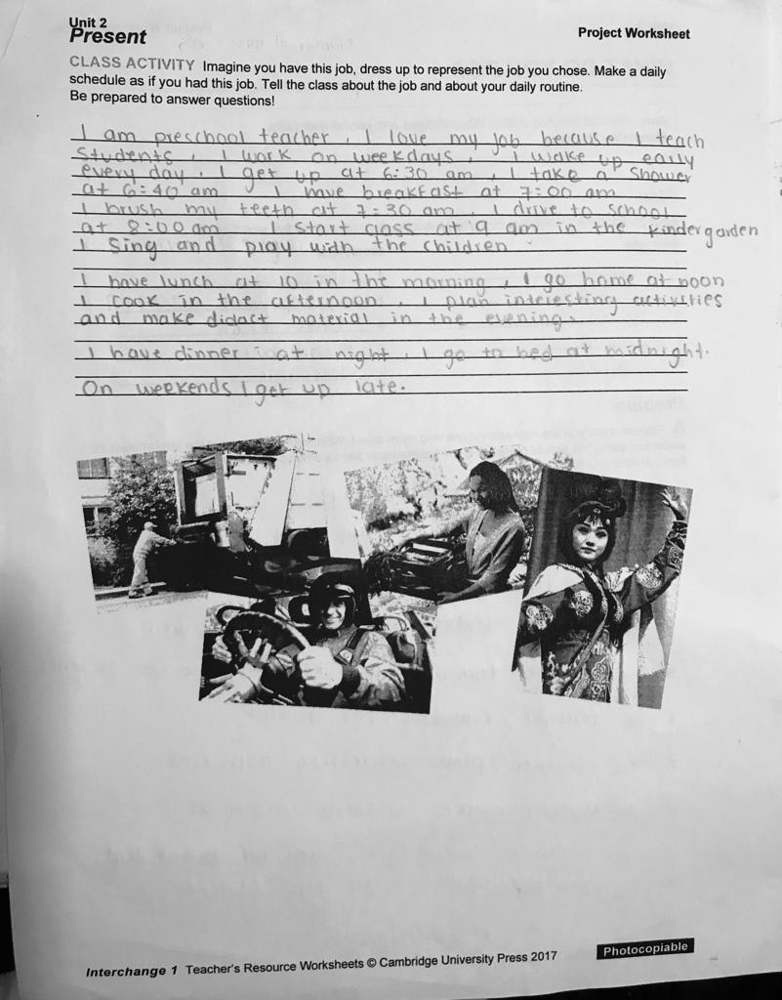 Unit 2
Present
Project Worksheet
CLASS ACTIVITY Imagine you have this job, dress up to represent the job you chose. Make a daily
schedule as if you had this job. Tell the class about the job and about your daily routine.
Be prepared to answer questions!
I am preschool teacher, I love my job because I teach
Students, I work on weekdays, I wake up early
every day, I get up at 6:30 am, I take a shower
at 6:40 am I have breakfast at 7:00 am
I brush my teeth at 7:30 am, I drive to school
at 8:00 am I start class at 9 am in the kindergarden
I Sing and play with the children
I have lunch at 10 in the morning, I go home at noon
I cook in the afternoon, I plan interesting activities
and make didact material in the evening.
I have dinner at night, I go to bed at midnight.
On weekends I get up late.
Interchange 1 Teacher's Resource Worksheets © Cambridge University Press 2017
Photocopiable